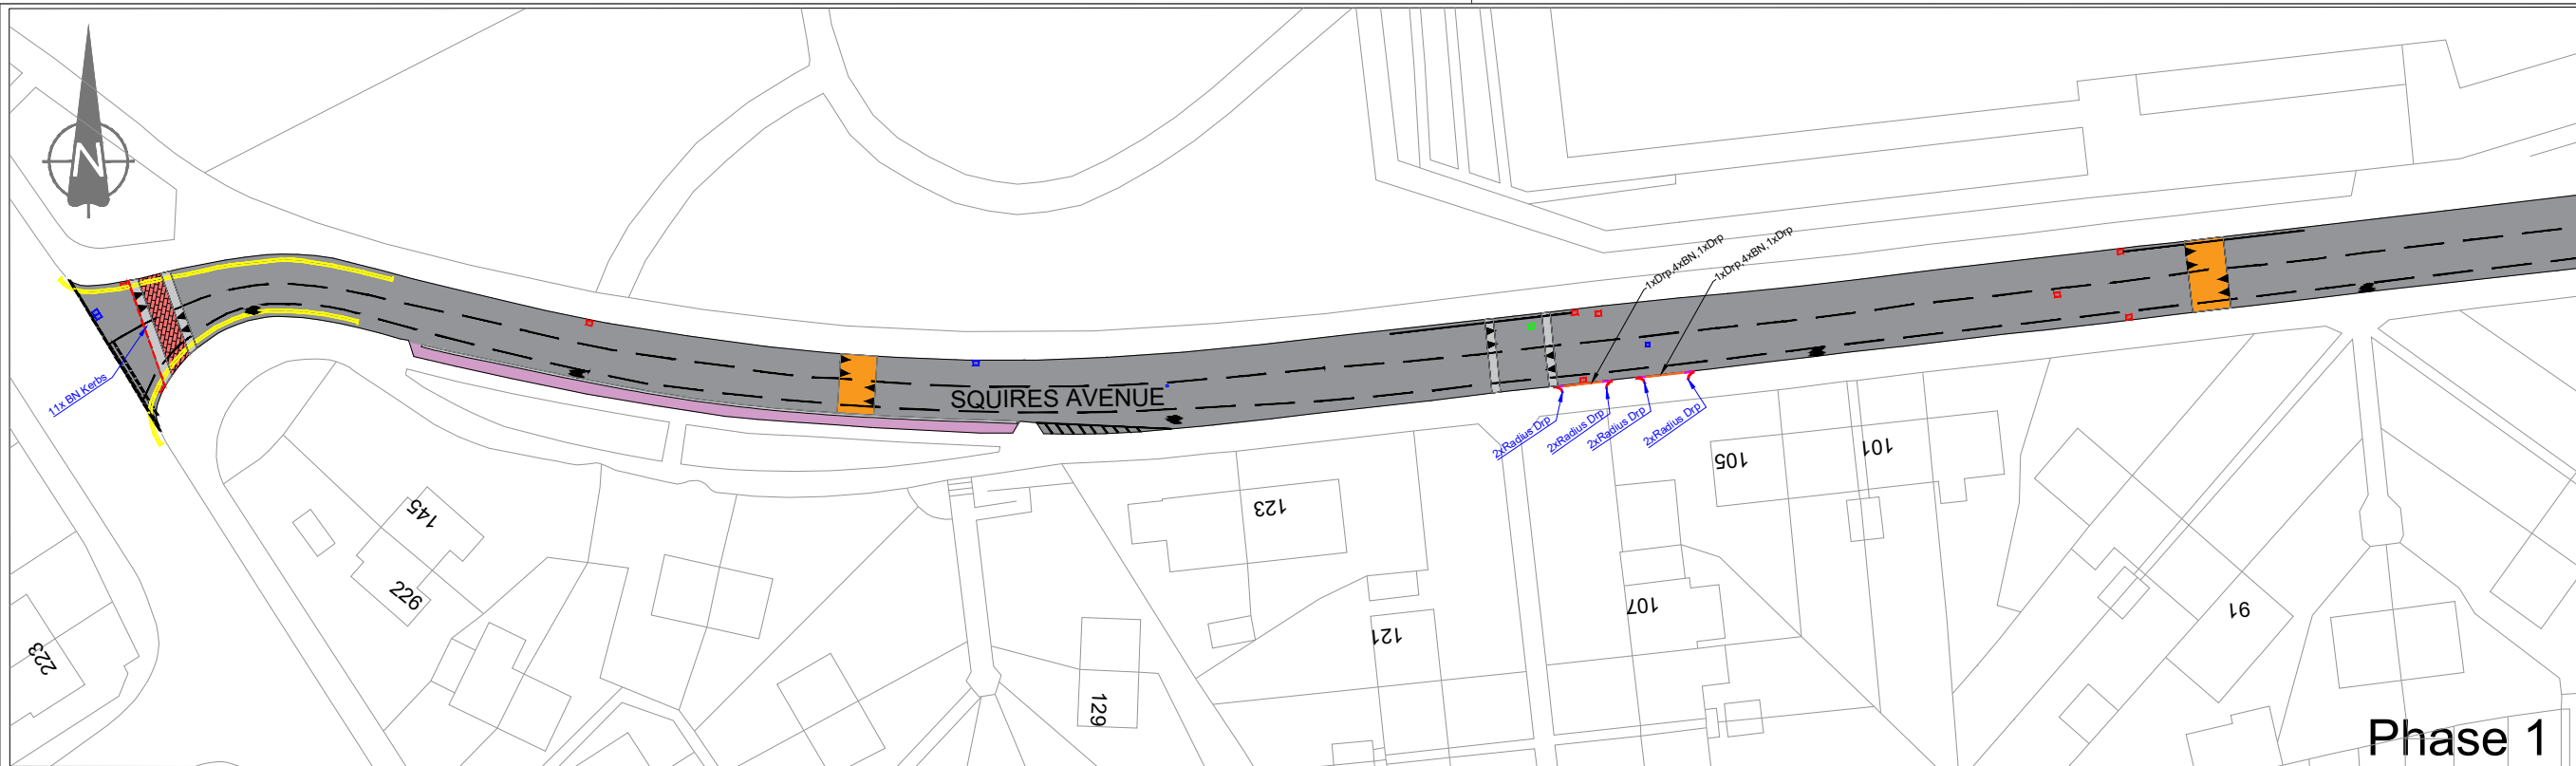 N
1xDrp,4xBN,1xDrp
1xDrp,4xBN,1xDrp
SQUIRES AVENUE
11x BN Kerbs
2xRadius Drp
2xRadius Drp
2xRadius Drp
2xRadius Drp
105
101
145
123
226
107
91
121
223
129
Phase 1